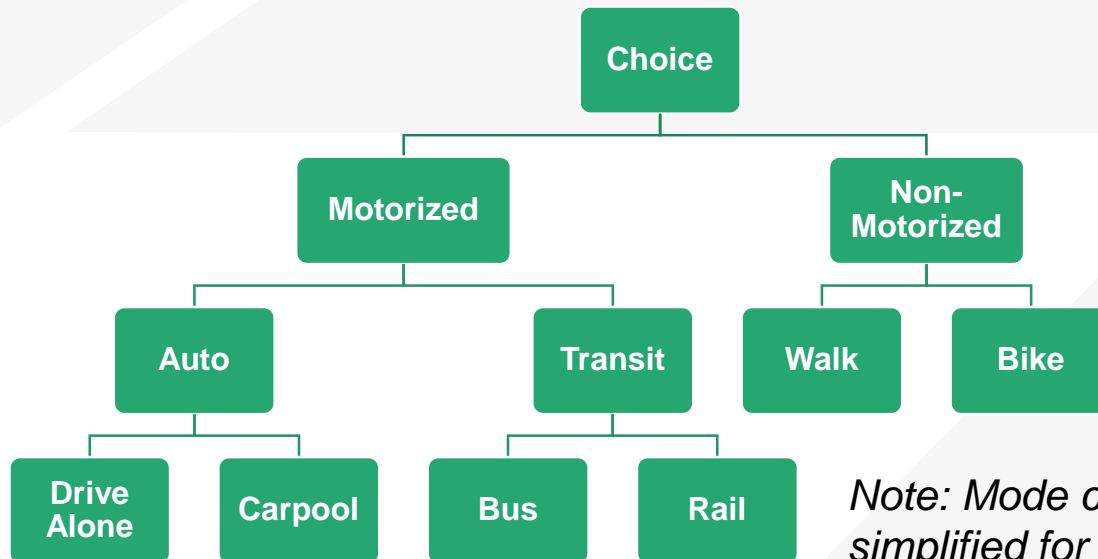 Choice
Motorized
Non-
Motorized
Auto
Transit
Walk
Bike
Drive
Alone
Carpool
Bus
Rail
Note: Mode
simplified for